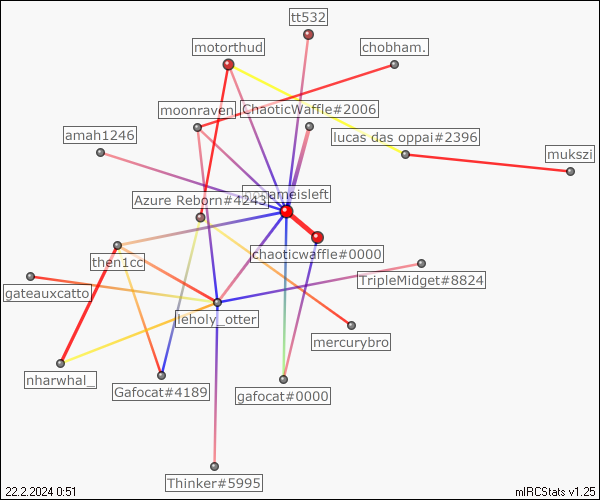 tt532
motorthud
chobham.
moonraven
ChaoticWaffle#2006
amah1246
lucas das oppai#2396
mukszi
Azure Reborn#4243
ameisleft
chaoticwaffle#0000
then1cc
TripleMidget#8824
gateauxcatto
leholy_otter
mercurybro
nharwhal_
Gafocat#4189
gafocat#0000
Thinker#5995
22.2.2024 0:51
mIRCStats v1.25